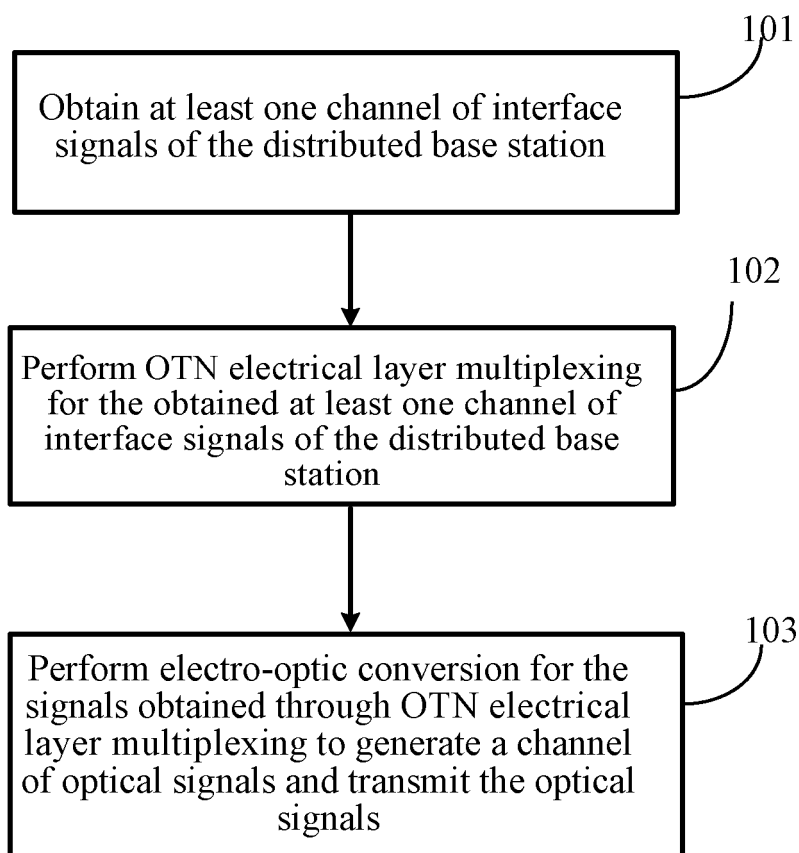 101
Obtain at least one channel of interface
signals of the distributed base station
102
Perform OTN electrical layer multiplexing
for the obtained at least one channel of
interface signals of the distributed base
station
103
Perform electro-optic conversion for the
signals obtained through OTN electrical
layer multiplexing to generate a channel
of optical signals and transmit the optical
signals